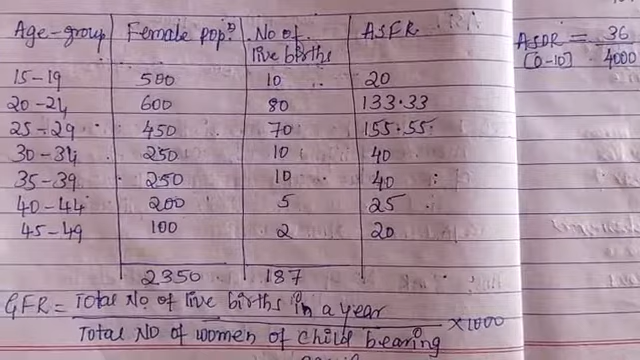 Age-group Female popn No of live births ASFR
15-19 500 10 20
20-24 600 80 133.33
25-29 450 70 155.55
30-34 250 10 40
35-39 250 10 40
40-44 200 5 25
45-49 100 2 20
2350 187
GFR = Total No of live births in a year
Total No of women of child bearing ×1000
ASDR = 36
[0-10] 4000